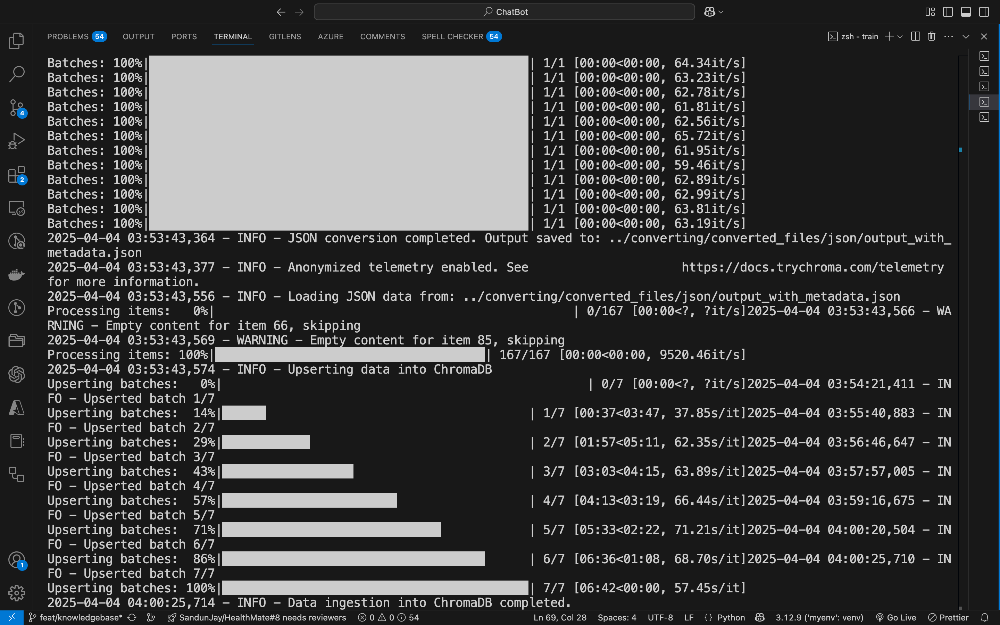 ChatBot
PROBLEMS 54 OUTPUT PORTS TERMINAL GITLENS AZURE COMMENTS SPELL CHECKER 54 zsh - train
Batches: 100%| | 1/1 [00:00<00:00, 64.34it/s]
Batches: 100%| | 1/1 [00:00<00:00, 63.23it/s]
Batches: 100%| | 1/1 [00:00<00:00, 62.78it/s]
Batches: 100%| | 1/1 [00:00<00:00, 61.81it/s]
Batches: 100%| | 1/1 [00:00<00:00, 62.56it/s]
Batches: 100%| | 1/1 [00:00<00:00, 65.72it/s]
Batches: 100%| | 1/1 [00:00<00:00, 61.95it/s]
Batches: 100%| | 1/1 [00:00<00:00, 59.46it/s]
Batches: 100%| | 1/1 [00:00<00:00, 62.89it/s]
Batches: 100%| | 1/1 [00:00<00:00, 62.99it/s]
Batches: 100%| | 1/1 [00:00<00:00, 63.81it/s]
Batches: 100%| | 1/1 [00:00<00:00, 63.19it/s]
2025-04-04 03:53:43,364 - INFO - JSON conversion completed. Output saved to: ../converting/converted_files/json/output_with_
metadata.json
2025-04-04 03:53:43,377 - INFO - Anonymized telemetry enabled. See https://docs.trychroma.com/telemetry
for more information.
2025-04-04 03:53:43,556 - INFO - Loading JSON data from: ../converting/converted_files/json/output_with_metadata.json
Processing items: 0%| | 0/167 [00:00<?, ?it/s]2025-04-04 03:53:43,566 - WA
RNING - Empty content for item 66, skipping
2025-04-04 03:53:43,569 - WARNING - Empty content for item 85, skipping
Processing items: 100%| | 167/167 [00:00<00:00, 9520.46it/s]
2025-04-04 03:53:43,574 - INFO - Upserting data into ChromaDB
Upserting batches: 0%| | 0/7 [00:00<?, ?it/s]2025-04-04 03:54:21,411 - IN
FO - Upserted batch 1/7
Upserting batches: 14%| | 1/7 [00:37<03:47, 37.85s/it]2025-04-04 03:55:40,883 - IN
FO - Upserted batch 2/7
Upserting batches: 29%| | 2/7 [01:57<05:11, 62.35s/it]2025-04-04 03:56:46,647 - IN
FO - Upserted batch 3/7
Upserting batches: 43%| | 3/7 [03:03<04:15, 63.89s/it]2025-04-04 03:57:57,005 - IN
FO - Upserted batch 4/7
Upserting batches: 57%| | 4/7 [04:13<03:19, 66.44s/it]2025-04-04 03:59:16,675 - IN
FO - Upserted batch 5/7
Upserting batches: 71%| | 5/7 [05:33<02:22, 71.21s/it]2025-04-04 04:00:20,504 - IN
FO - Upserted batch 6/7
Upserting batches: 86%| | 6/7 [06:36<01:08, 68.70s/it]2025-04-04 04:00:25,710 - IN
FO - Upserted batch 7/7
Upserting batches: 100%| | 7/7 [06:42<00:00, 57.45s/it]
2025-04-04 04:00:25,714 - INFO - Data ingestion into ChromaDB completed.
4
2
1
feat/knowledgebase* SandunJay/HealthMate#8 needs reviewers 0 0 54 Ln 69, Col 28 Spaces: 4 UTF-8 LF {} Python 3.12.9 ('myenv': venv) Go Live Prettier